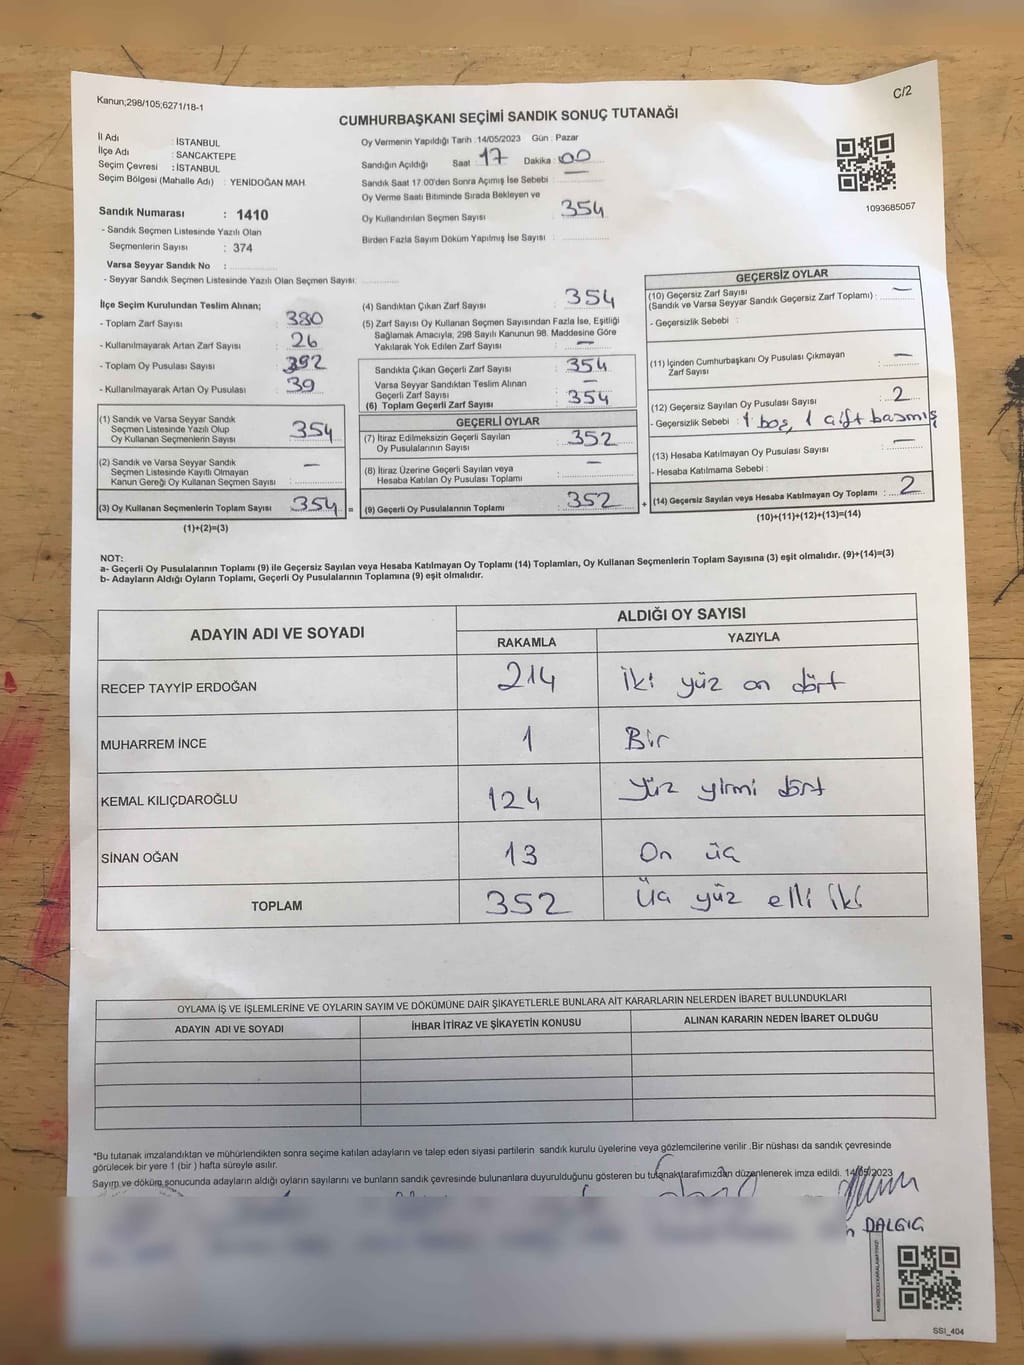 Kanun;298/105;6271/18-1
C/2
CUMHURBAŞKANI SEÇİMİ SANDIK SONUÇ TUTANAĞI
İl Adı : İSTANBUL
İlçe Adı : SANCAKTEPE
Seçim Çevresi : İSTANBUL
Seçim Bölgesi (Mahalle Adı) : YENİDOĞAN MAH.
Sandık Numarası : 1410
- Sandık Seçmen Listesinde Yazılı Olan
Seçmenlerin Sayısı : 374
Varsa Seyyar Sandık No :
- Seyyar Sandık Seçmen Listesinde Yazılı Olan Seçmen Sayısı:
Oy Vermenin Yapıldığı Tarih :14/05/2023 Gün : Pazar
Sandığın Açıldığı Saat : 17 Dakika : 00
Sandık Saat 17.00'den Sonra Açımış İse Sebebi : —
Oy Verme Saati Bitiminde Sırada Bekleyen ve
Oy Kullandırılan Seçmen Sayısı : 354
Birden Fazla Sayım Döküm Yapılmış İse Sayısı :
1093685057
İlçe Seçim Kurulundan Teslim Alınan;
- Toplam Zarf Sayısı : 380
- Kullanılmayarak Artan Zarf Sayısı : 26
- Toplam Oy Pusulası Sayısı : 392
- Kullanılmayarak Artan Oy Pusulası : 39
(1) Sandık ve Varsa Seyyar Sandık
Seçmen Listesinde Yazılı Olup
Oy Kullanan Seçmenlerin Sayısı : 354
(2) Sandık ve Varsa Seyyar Sandık
Seçmen Listesinde Kayıtlı Olmayan
Kanun Gereği Oy Kullanan Seçmen Sayısı : —
(3) Oy Kullanan Seçmenlerin Toplam Sayısı : 354 =
(1)+(2)=(3)
(4) Sandıktan Çıkan Zarf Sayısı : 354
(5) Zarf Sayısı Oy Kullanan Seçmen Sayısından Fazla İse, Eşitliği
Sağlamak Amacıyla, 298 Sayılı Kanunun 98. Maddesine Göre
Yakılarak Yok Edilen Zarf Sayısı : —
Sandıkta Çıkan Geçerli Zarf Sayısı : 354
Varsa Seyyar Sandıktan Teslim Alınan
Geçerli Zarf Sayısı : —
(6) Toplam Geçerli Zarf Sayısı : 354
GEÇERLİ OYLAR
(7) İtiraz Edilmeksizin Geçerli Sayılan
Oy Pusulasının Sayısı : 352
(8) İtiraz Üzerine Geçerli Sayılan veya
Hesaba Katılan Oy Pusulası Toplamı : —
(9) Geçerli Oy Pusulalarının Toplamı : 352 +
GEÇERSİZ OYLAR
(10) Geçersiz Zarf Sayısı
(Sandık ve Varsa Seyyar Sandık Geçersiz Zarf Toplamı) : —
- Geçersizlik Sebebi :
(11) İçinden Cumhurbaşkanı Oy Pusulası Çıkmayan
Zarf Sayısı : —
(12) Geçersiz Sayılan Oy Pusulası Sayısı : 2
- Geçersizlik Sebebi : 1 boş, 1 çift basmış
(13) Hesaba Katılmayan Oy Pusulası Sayısı : —
- Hesaba Katılmama Sebebi :
(14) Geçersiz Sayılan veya Hesaba Katılmayan Oy Toplamı : 2
(10)+(11)+(12)+(13)=(14)
NOT:
a- Geçerli Oy Pusulalarının Toplamı (9) ile Geçersiz Sayılan veya Hesaba Katılmayan Oy Toplamı (14) Toplamları, Oy Kullanan Seçmenlerin Toplam Sayısına (3) eşit olmalıdır. (9)+(14)=(3)
b- Adayların Aldığı Oyların Toplamı, Geçerli Oy Pusulalarının Toplamına (9) eşit olmalıdır.
ADAYIN ADI VE SOYADI
ALDIĞI OY SAYISI
RAKAMLA YAZIYLA
RECEP TAYYİP ERDOĞAN 214 İki yüz on dört
MUHARREM İNCE 1 Bir
KEMAL KILIÇDAROĞLU 124 Yüz yirmi dört
SİNAN OĞAN 13 On üç
TOPLAM 352 Üç yüz elli iki
OYLAMA İŞ VE İŞLEMLERİNE VE OYLARIN SAYIM VE DÖKÜMÜNE DAİR ŞİKAYETLERLE BUNLARA AİT KARARLARIN NELERDEN İBARET BULUNDUKLARI
ADAYIN ADI VE SOYADI İHBAR İTİRAZ VE ŞİKAYETİN KONUSU ALINAN KARARIN NEDEN İBARET OLDUĞU
*Bu tutanak imzalandıktan ve mühürlendikten sonra seçime katılan adayların ve talep eden siyasi partilerin sandık kurulu üyelerine veya gözlemcilerine verilir .Bir nüshası da sandık çevresinde
görülecek bir yere 1 (bir ) hafta süreyle asılır.
Sayım ve döküm sonucunda adayların aldığı oyların sayılarını ve bunların sandık çevresinde bulunanlara duyurulduğunu gösteren bu tutanak tarafımızdan düzenlenerek imza edildi. 14/05/2023
DALGIÇ
SSI_404